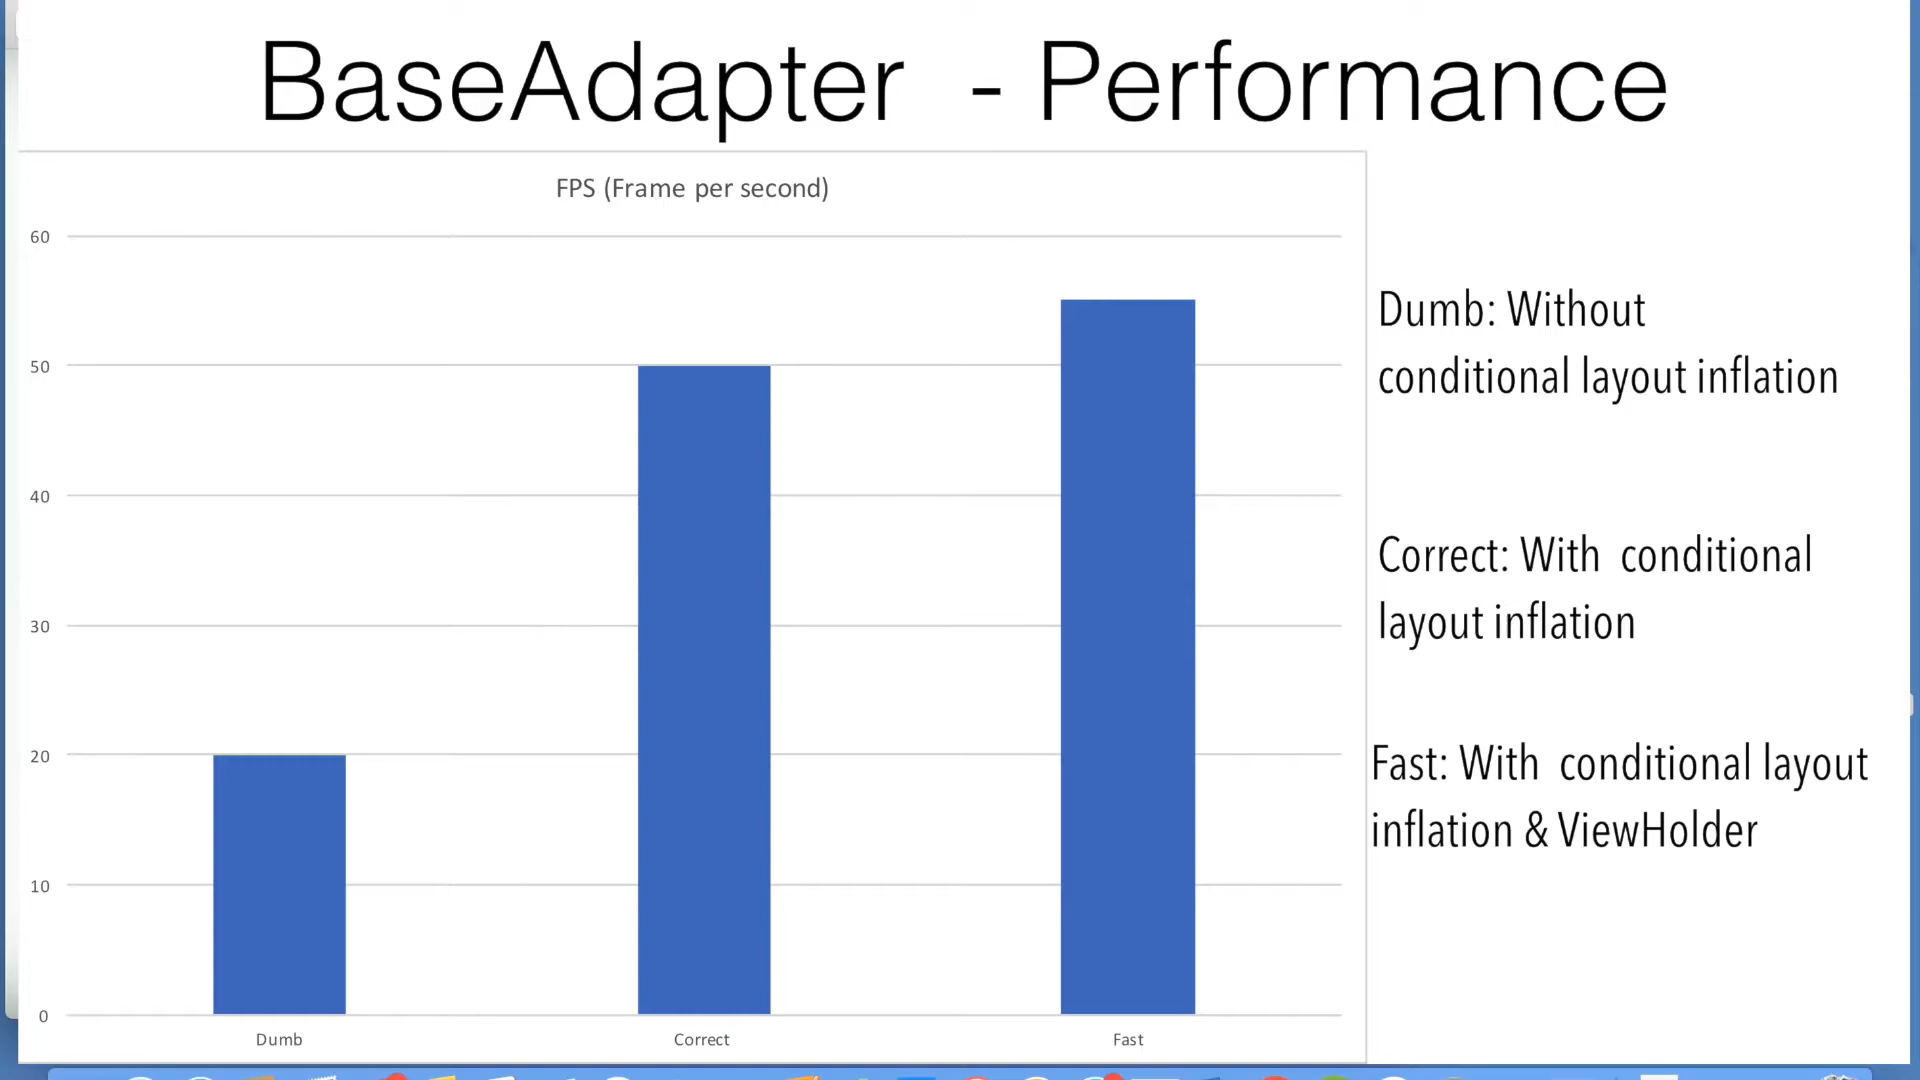 BaseAdapter - Performance
FPS (Frame per second)
60
50
40
30
20
10
0
Dumb
Correct
Fast
Dumb: Without
conditional layout inflation
Correct: With conditional
layout inflation
Fast: With conditional layout
inflation & ViewHolder